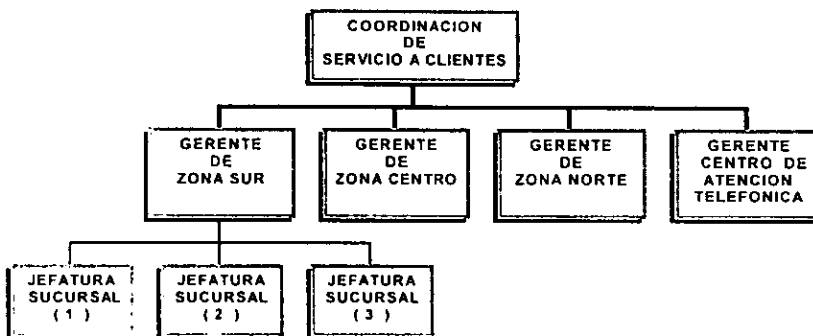 COORDINACION
DE
SERVICIO A CLIENTES
GERENTE
DE
ZONA SUR
GERENTE
DE
ZONA CENTRO
GERENTE
DE
ZONA NORTE
GERENTE
CENTRO DE
ATENCION
TELEFONICA
JEFATURA
SUCURSAL
( 1 )
JEFATURA
SUCURSAL
( 2 )
JEFATURA
SUCURSAL
( 3 )